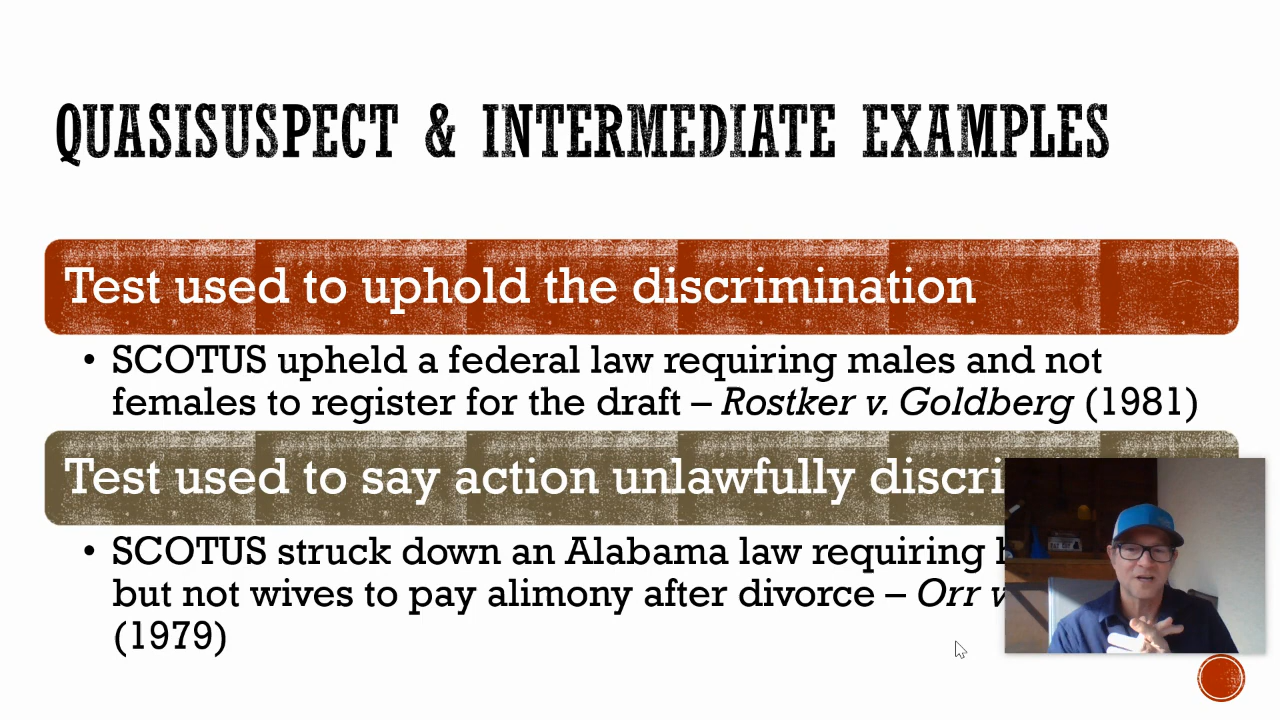 QUASISUSPECT & INTERMEDIATE EXAMPLES
Test used to uphold the discrimination
• SCOTUS upheld a federal law requiring males and not
females to register for the draft – Rostker v. Goldberg (1981)
Test used to say action unlawfully discri
• SCOTUS struck down an Alabama law requiring
but not wives to pay alimony after divorce – Orr v
(1979)